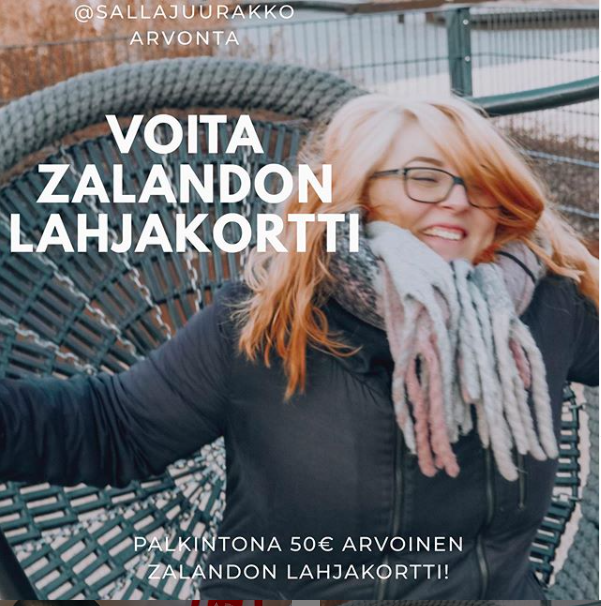 @SALLAJUURAKKO
ARVONTA
VOITA
ZALANDON
LAHJAKORTTI
PALKINTONA 50€ ARVOINEN
ZALANDON LAHJAKORTTI!